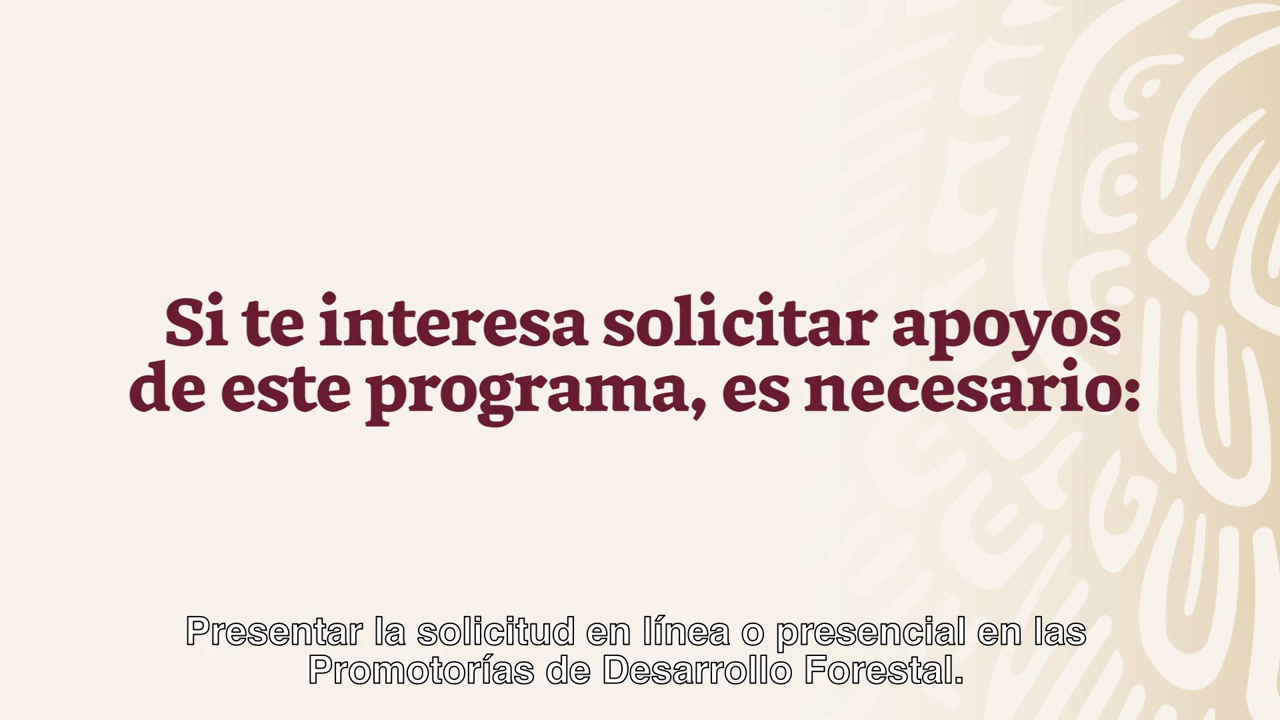 Si te interesa solicitar apoyos
de este programa, es necesario:
Presentar la solicitud en línea o presencial en las
Promotorías de Desarrollo Forestal.